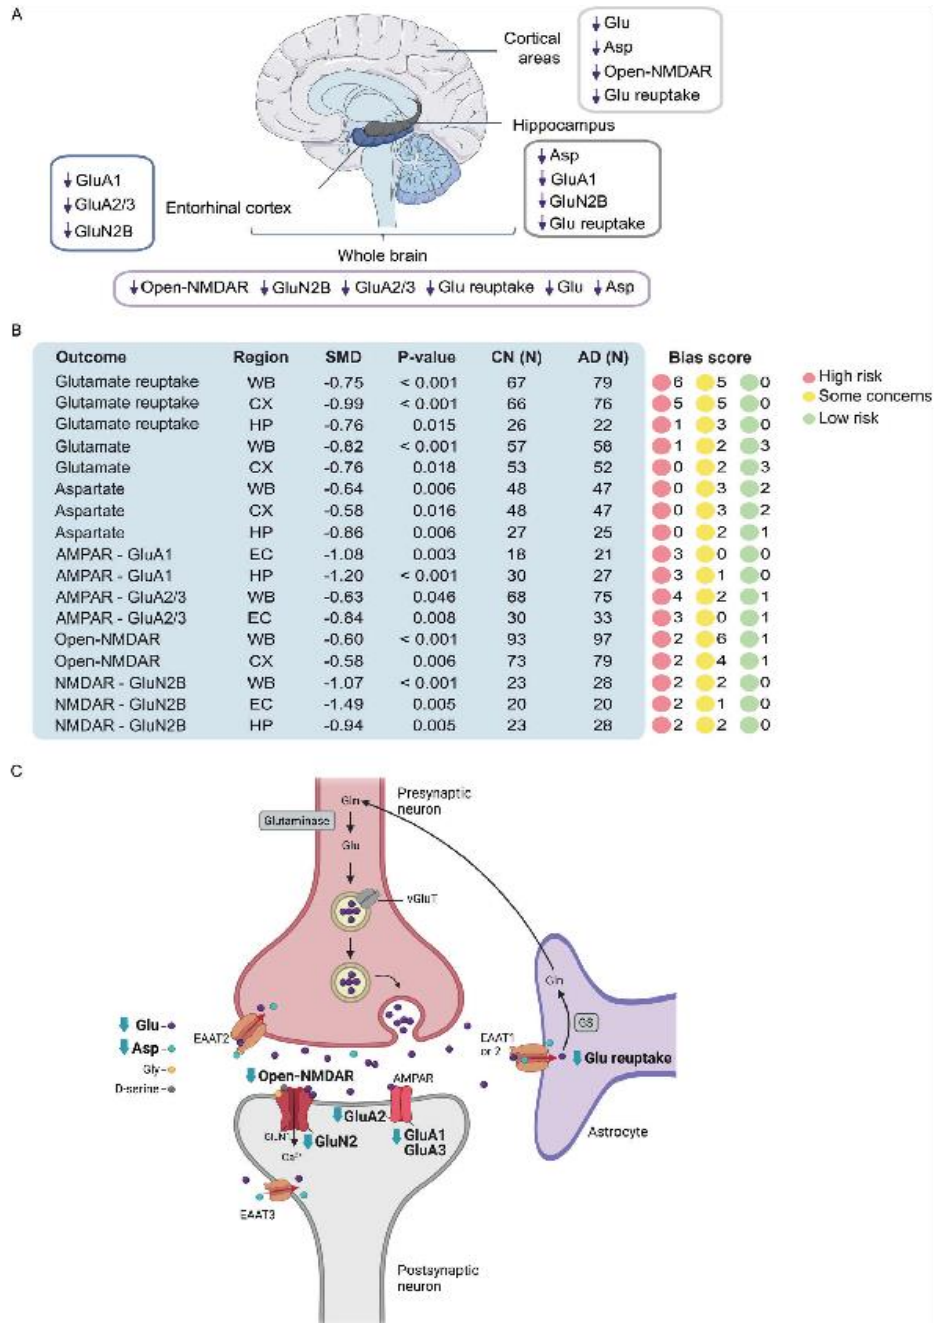 A
Cortical
areas
↓ Glu
↓ Asp
↓ Open-NMDAR
↓ Glu reuptake
Hippocampus
↓ Asp
↓ GluA1
↓ GluN2B
↓ Glu reuptake
↓ GluA1
↓ GluA2/3
↓ GluN2B
Entorhinal cortex
Whole brain
↓ Open-NMDAR ↓ GluN2B ↓ GluA2/3 ↓ Glu reuptake ↓ Glu ↓ Asp
B
Outcome Region SMD P-value CN (N) AD (N) Bias score
Glutamate reuptake WB -0.75 < 0.001 67 79 6 5 0
Glutamate reuptake CX -0.99 < 0.001 66 76 5 5 0
Glutamate reuptake HP -0.76 0.015 26 22 1 3 0
Glutamate WB -0.82 < 0.001 57 58 1 2 3
Glutamate CX -0.76 0.018 53 52 0 2 3
Aspartate WB -0.64 0.006 48 47 0 3 2
Aspartate CX -0.58 0.016 48 47 0 3 2
Aspartate HP -0.86 0.006 27 25 0 2 1
AMPAR - GluA1 EC -1.08 0.003 18 21 3 0 0
AMPAR - GluA1 HP -1.20 < 0.001 30 27 3 1 0
AMPAR - GluA2/3 WB -0.63 0.046 68 75 4 2 1
AMPAR - GluA2/3 EC -0.84 0.008 30 33 3 0 1
Open-NMDAR WB -0.60 < 0.001 93 97 2 6 1
Open-NMDAR CX -0.58 0.006 73 79 2 4 1
NMDAR - GluN2B WB -1.07 < 0.001 23 28 2 2 0
NMDAR - GluN2B EC -1.49 0.005 20 20 2 1 0
NMDAR - GluN2B HP -0.94 0.005 23 28 2 2 0
High risk
Some concerns
Low risk
C
Presynaptic
neuron
Gln
Glutaminase
Glu
vGluT
Gln
GS
EAAT2
EAAT1
or 2
↓ Glu reuptake
Astrocyte
↓ Glu
↓ Asp
Gly
D-serine
↓ Open-NMDAR
AMPAR
↓ GluA2
GluN1
↓ GluN2
↓ GluA1
GluA3
Ca²⁺
EAAT3
Postsynaptic
neuron